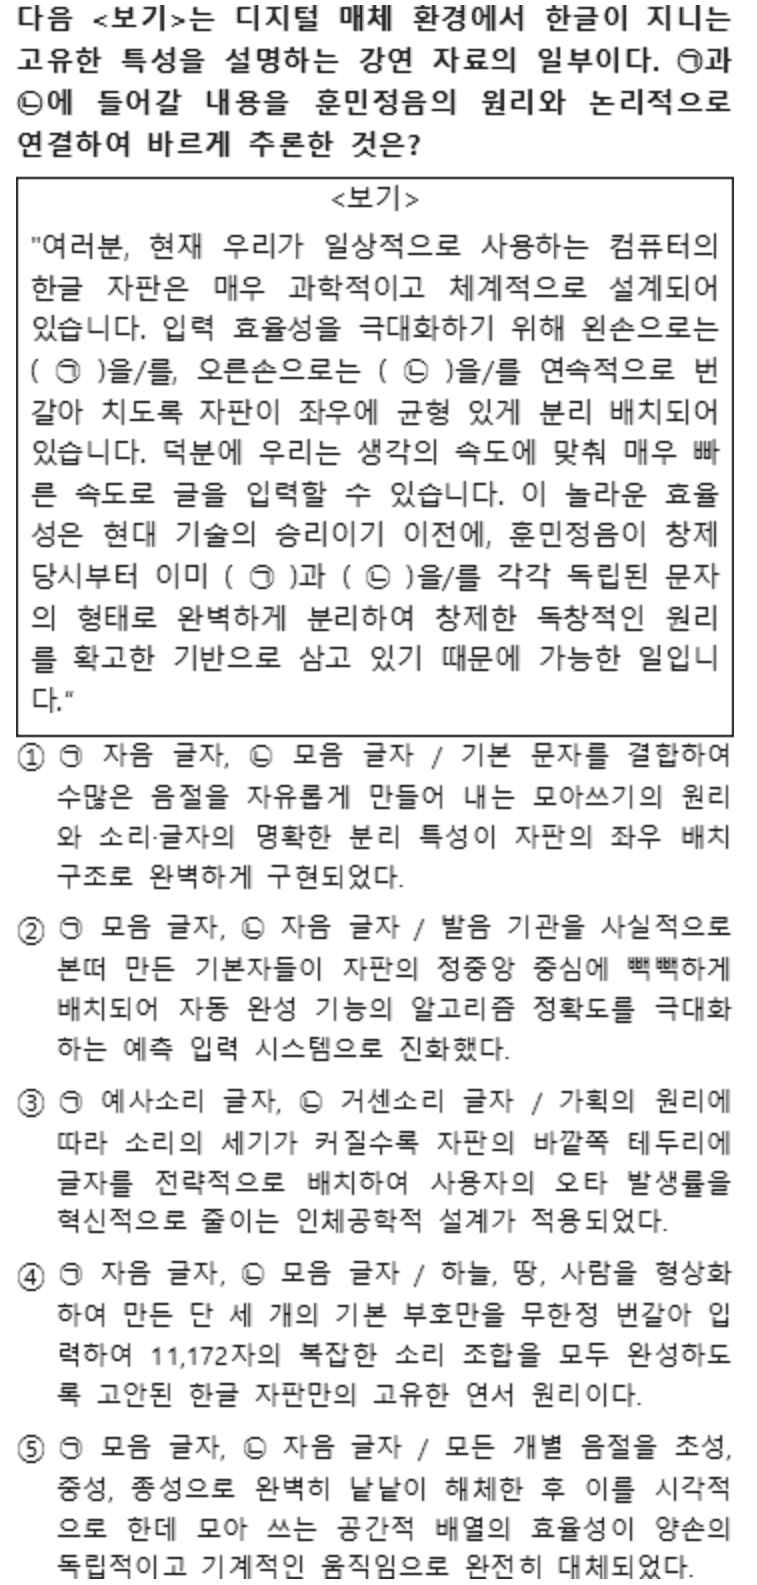 다음 <보기>는 디지털 매체 환경에서 한글이 지니는
고유한 특성을 설명하는 강연 자료의 일부이다. ㉠과
㉡에 들어갈 내용을 훈민정음의 원리와 논리적으로
연결하여 바르게 추론한 것은?
<보기>
"여러분, 현재 우리가 일상적으로 사용하는 컴퓨터의
한글 자판은 매우 과학적이고 체계적으로 설계되어
있습니다. 입력 효율성을 극대화하기 위해 왼손으로는
( ㉠ )을/를, 오른손으로는 ( ㉡ )을/를 연속적으로 번
갈아 치도록 자판이 좌우에 균형 있게 분리 배치되어
있습니다. 덕분에 우리는 생각의 속도에 맞춰 매우 빠
른 속도로 글을 입력할 수 있습니다. 이 놀라운 효율
성은 현대 기술의 승리이기 이전에, 훈민정음이 창제
당시부터 이미 ( ㉠ )과 ( ㉡ )을/를 각각 독립된 문자
의 형태로 완벽하게 분리하여 창제한 독창적인 원리
를 확고한 기반으로 삼고 있기 때문에 가능한 일입니
다."
① ㉠ 자음 글자, ㉡ 모음 글자 / 기본 문자를 결합하여
수많은 음절을 자유롭게 만들어 내는 모아쓰기의 원리
와 소리·글자의 명확한 분리 특성이 자판의 좌우 배치
구조로 완벽하게 구현되었다.
② ㉠ 모음 글자, ㉡ 자음 글자 / 발음 기관을 사실적으로
본떠 만든 기본자들이 자판의 정중앙 중심에 빽빽하게
배치되어 자동 완성 기능의 알고리즘 정확도를 극대화
하는 예측 입력 시스템으로 진화했다.
③ ㉠ 예사소리 글자, ㉡ 거센소리 글자 / 가획의 원리에
따라 소리의 세기가 커질수록 자판의 바깥쪽 테두리에
글자를 전략적으로 배치하여 사용자의 오타 발생률을
혁신적으로 줄이는 인체공학적 설계가 적용되었다.
④ ㉠ 자음 글자, ㉡ 모음 글자 / 하늘, 땅, 사람을 형상화
하여 만든 단 세 개의 기본 부호만을 무한정 번갈아 입
력하여 11,172자의 복잡한 소리 조합을 모두 완성하도
록 고안된 한글 자판만의 고유한 연서 원리이다.
⑤ ㉠ 모음 글자, ㉡ 자음 글자 / 모든 개별 음절을 초성,
중성, 종성으로 완벽히 낱낱이 해체한 후 이를 시각적
으로 한데 모아 쓰는 공간적 배열의 효율성이 양손의
독립적이고 기계적인 움직임으로 완전히 대체되었다.